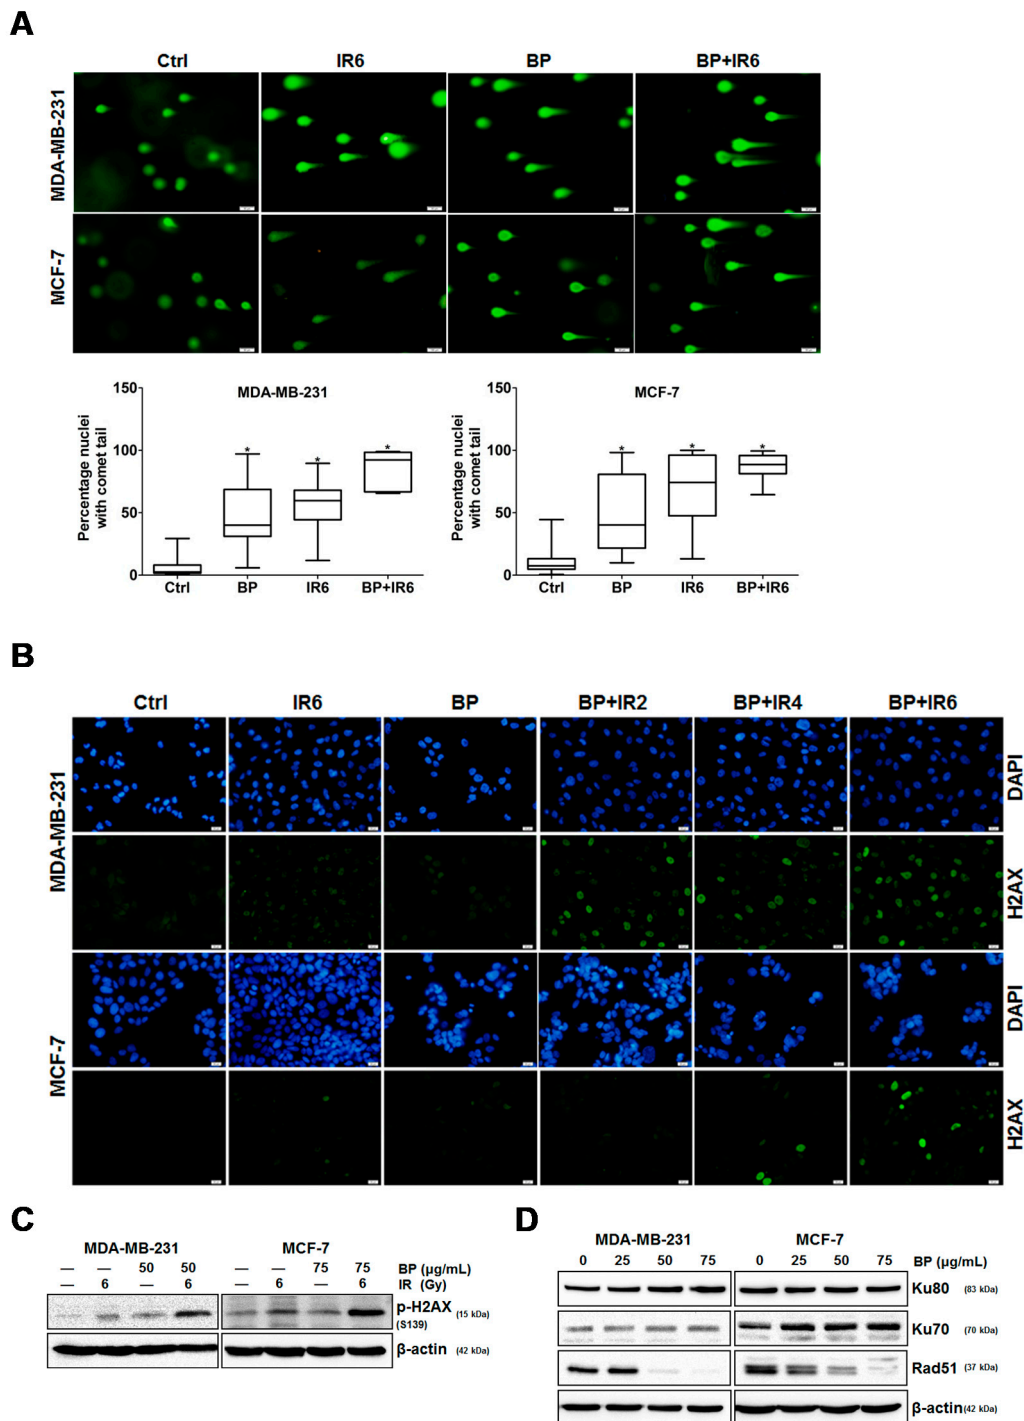 A
Ctrl IR6 BP BP+IR6
MDA-MB-231
MCF-7
MDA-MB-231
Percentage nuclei
with comet tail
150
100
50
0
Ctrl BP IR6 BP+IR6
* * *
MCF-7
Percentage nuclei
with comet tail
150
100
50
0
Ctrl BP IR6 BP+IR6
* * *
B
Ctrl IR6 BP BP+IR2 BP+IR4 BP+IR6
MDA-MB-231
DAPI
H2AX
MCF-7
DAPI
H2AX
C
MDA-MB-231 MCF-7
— — 50 50 — — 75 75 BP (µg/mL)
— 6 — 6 — 6 — 6 IR (Gy)
p-H2AX (15 kDa)
(S139)
β-actin (42 kDa)
D
MDA-MB-231 MCF-7
0 25 50 75 0 25 50 75 BP (µg/mL)
Ku80 (83 kDa)
Ku70 (70 kDa)
Rad51 (37 kDa)
β-actin (42 kDa)